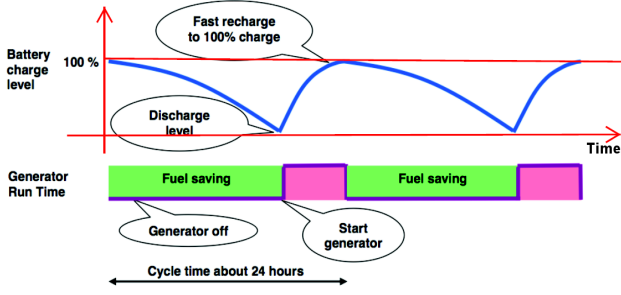 Fast recharge
to 100% charge
Battery
charge
level
100 %
Discharge
level
Time
Generator
Run Time
Fuel saving
Fuel saving
Generator off
Start
generator
Cycle time about 24 hours